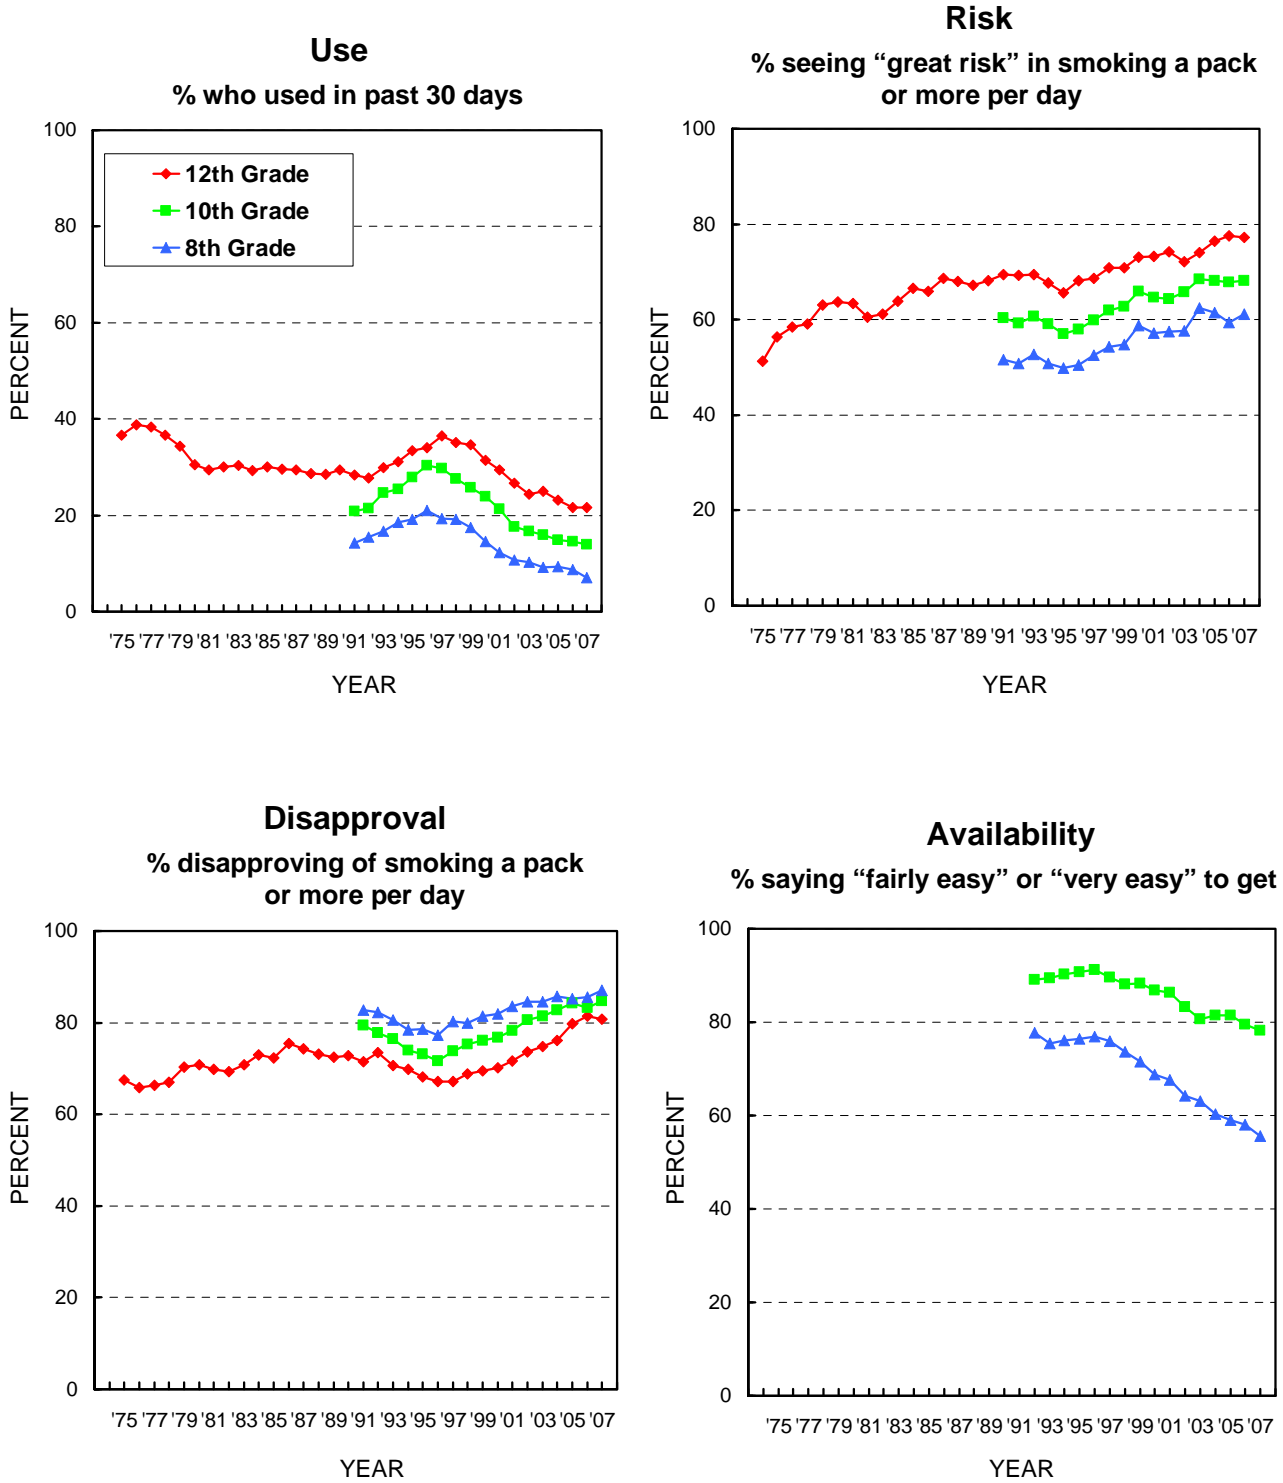 Use
% who used in past 30 days
100
80
60
40
20
0
PERCENT
12th Grade
10th Grade
8th Grade
'75 '77 '79 '81 '83 '85 '87 '89 '91 '93 '95 '97 '99 '01 '03 '05 '07
YEAR
Risk
% seeing “great risk” in smoking a pack
or more per day
100
80
60
40
20
0
PERCENT
'75 '77 '79 '81 '83 '85 '87 '89 '91 '93 '95 '97 '99 '01 '03 '05 '07
YEAR
Disapproval
% disapproving of smoking a pack
or more per day
100
80
60
40
20
0
PERCENT
'75 '77 '79 '81 '83 '85 '87 '89 '91 '93 '95 '97 '99 '01 '03 '05 '07
YEAR
Availability
% saying “fairly easy” or “very easy” to get
100
80
60
40
20
0
PERCENT
'75 '77 '79 '81 '83 '85 '87 '89 '91 '93 '95 '97 '99 '01 '03 '05 '07
YEAR